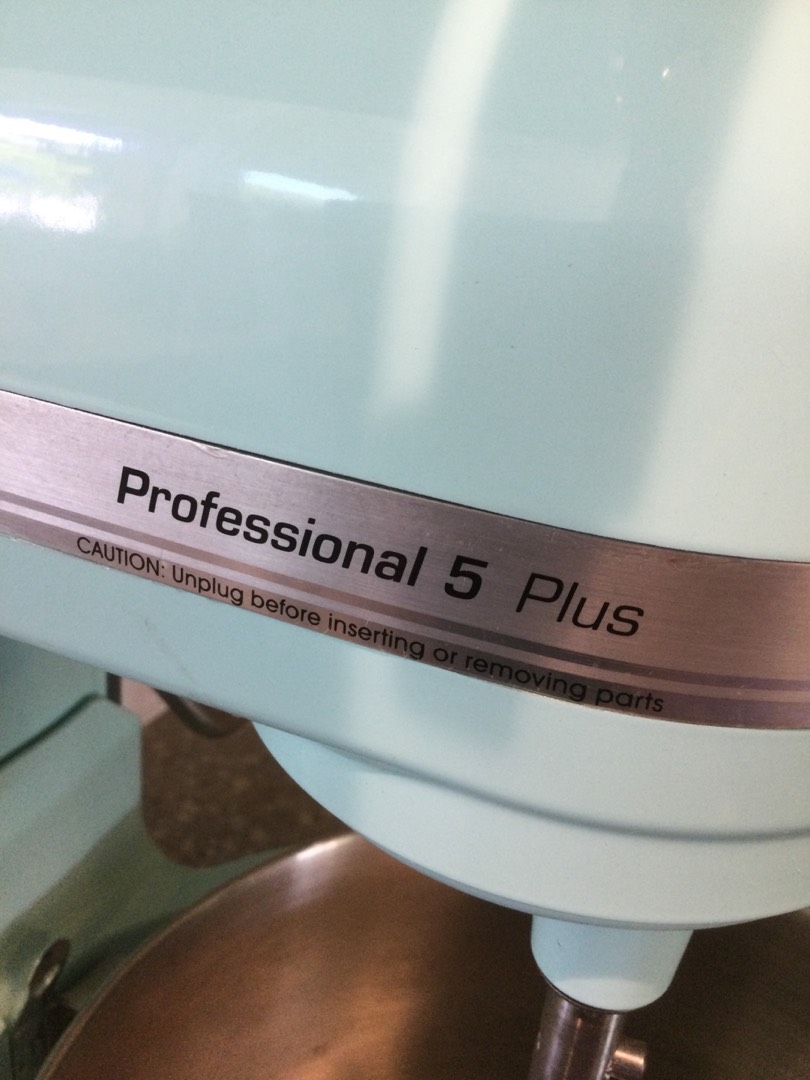 Professional 5 Plus
CAUTION: Unplug before inserting or removing parts